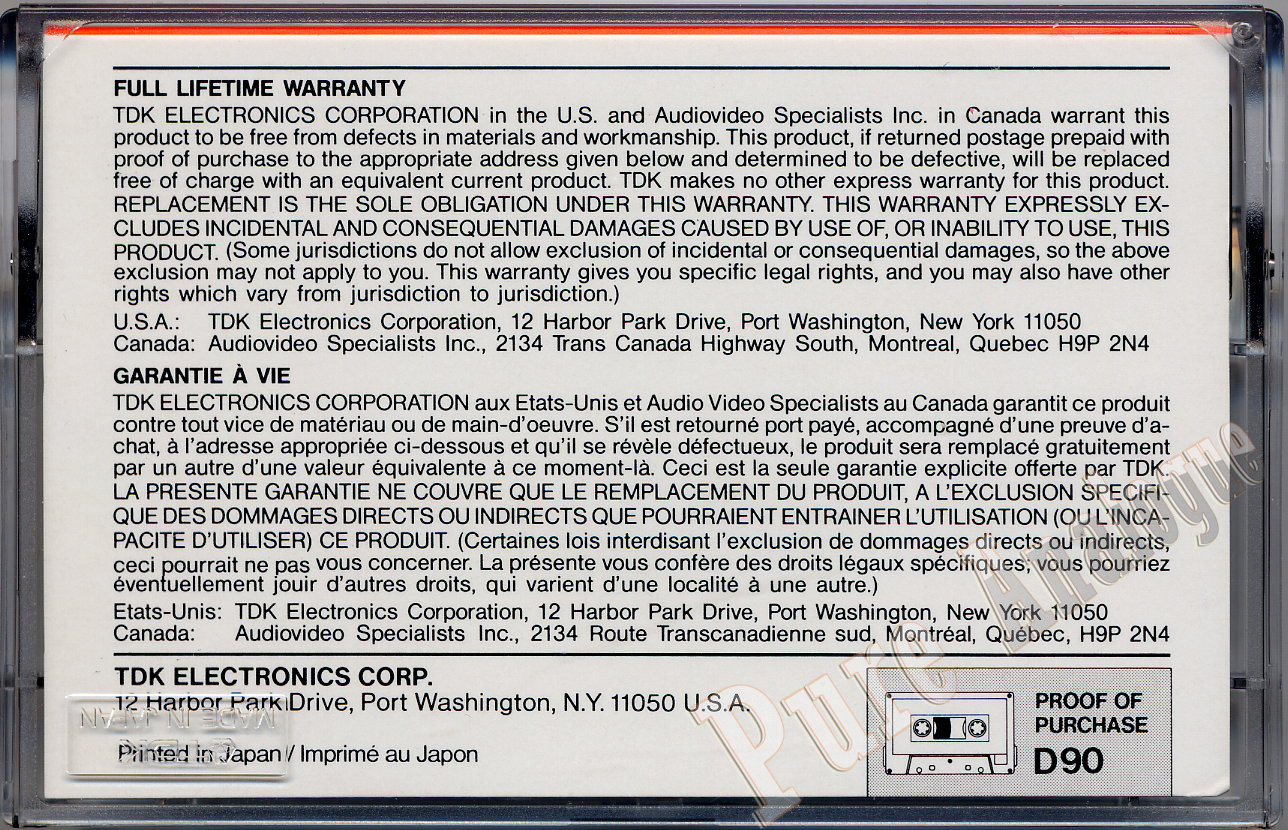 FULL LIFETIME WARRANTY
TDK ELECTRONICS CORPORATION in the U.S. and Audiovideo Specialists Inc. in Canada warrant this
product to be free from defects in materials and workmanship. This product, if returned postage prepaid with
proof of purchase to the appropriate address given below and determined to be defective, will be replaced
free of charge with an equivalent current product. TDK makes no other express warranty for this product.
REPLACEMENT IS THE SOLE OBLIGATION UNDER THIS WARRANTY. THIS WARRANTY EXPRESSLY EX-
CLUDES INCIDENTAL AND CONSEQUENTIAL DAMAGES CAUSED BY USE OF, OR INABILITY TO USE, THIS
PRODUCT. (Some jurisdictions do not allow exclusion of incidental or consequential damages, so the above
exclusion may not apply to you. This warranty gives you specific legal rights, and you may also have other
rights which vary from jurisdiction to jurisdiction.)
U.S.A.: TDK Electronics Corporation, 12 Harbor Park Drive, Port Washington, New York 11050
Canada: Audiovideo Specialists Inc., 2134 Trans Canada Highway South, Montreal, Quebec H9P 2N4
GARANTIE À VIE
TDK ELECTRONICS CORPORATION aux Etats-Unis et Audio Video Specialists au Canada garantit ce produit
contre tout vice de matériau ou de main-d'oeuvre. S'il est retourné port payé, accompagné d'une preuve d'a-
chat, à l'adresse appropriée ci-dessous et qu'il se révèle défectueux, le produit sera remplacé gratuitement
par un autre d'une valeur équivalente à ce moment-là. Ceci est la seule garantie explicite offerte par TDK.
LA PRESENTE GARANTIE NE COUVRE QUE LE REMPLACEMENT DU PRODUIT, A L'EXCLUSION SPECIFI-
QUE DES DOMMAGES DIRECTS OU INDIRECTS QUE POURRAIENT ENTRAINER L'UTILISATION (OU L'INCA-
PACITE D'UTILISER) CE PRODUIT. (Certaines lois interdisant l'exclusion de dommages directs ou indirects,
ceci pourrait ne pas vous concerner. La présente vous confère des droits légaux spécifiques; vous pourriez
éventuellement jouir d'autres droits, qui varient d'une localité à une autre.)
Etats-Unis: TDK Electronics Corporation, 12 Harbor Park Drive, Port Washington, New York 11050
Canada: Audiovideo Specialists Inc., 2134 Route Transcanadienne sud, Montréal, Québec, H9P 2N4
TDK ELECTRONICS CORP.
12 Harbor Park Drive, Port Washington, N.Y. 11050 U.S.A.
MADE IN JAPAN
Printed in Japan / Imprimé au Japon
PROOF OF
PURCHASE
D90
Pure Analogue